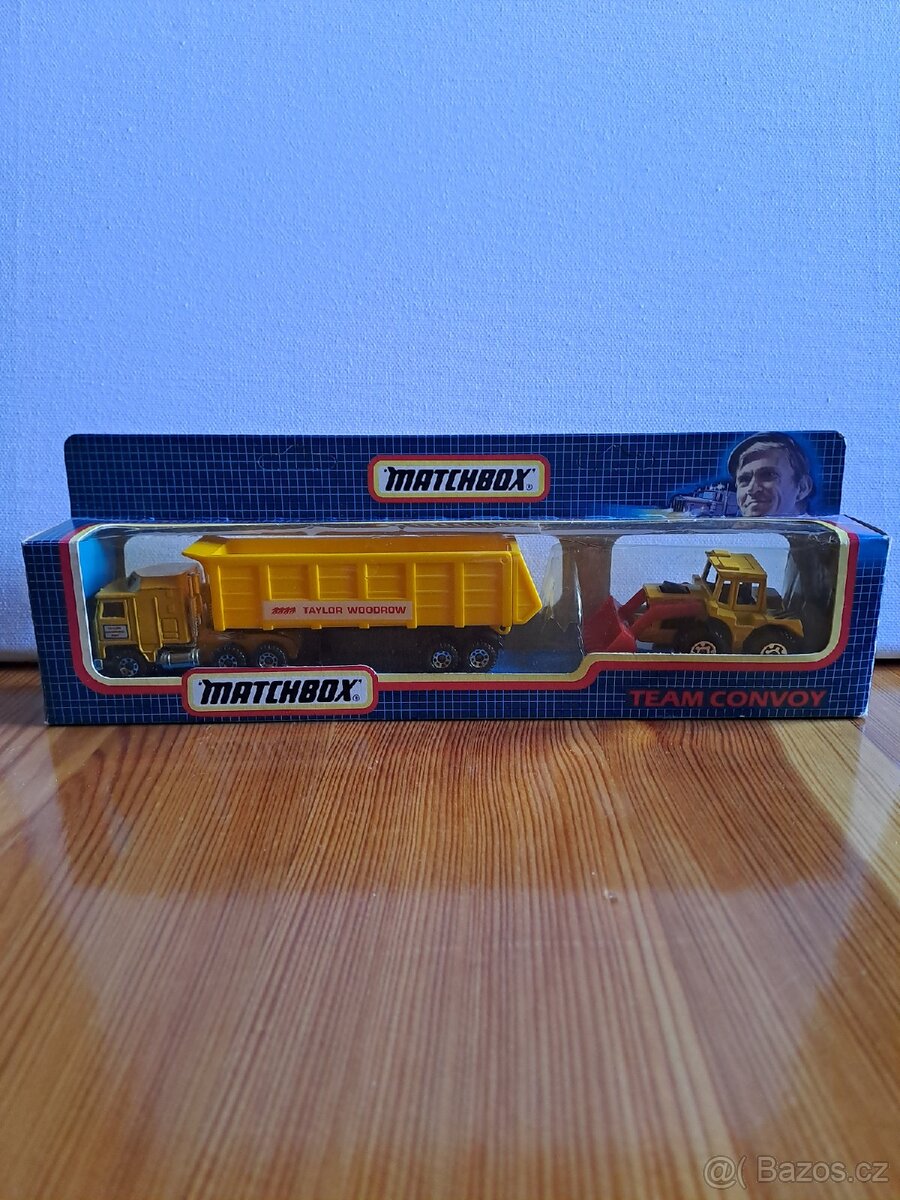 MATCHBOX
TAYLOR WOODROW
MATCHBOX
TEAM CONVOY
@( Bazos.cz